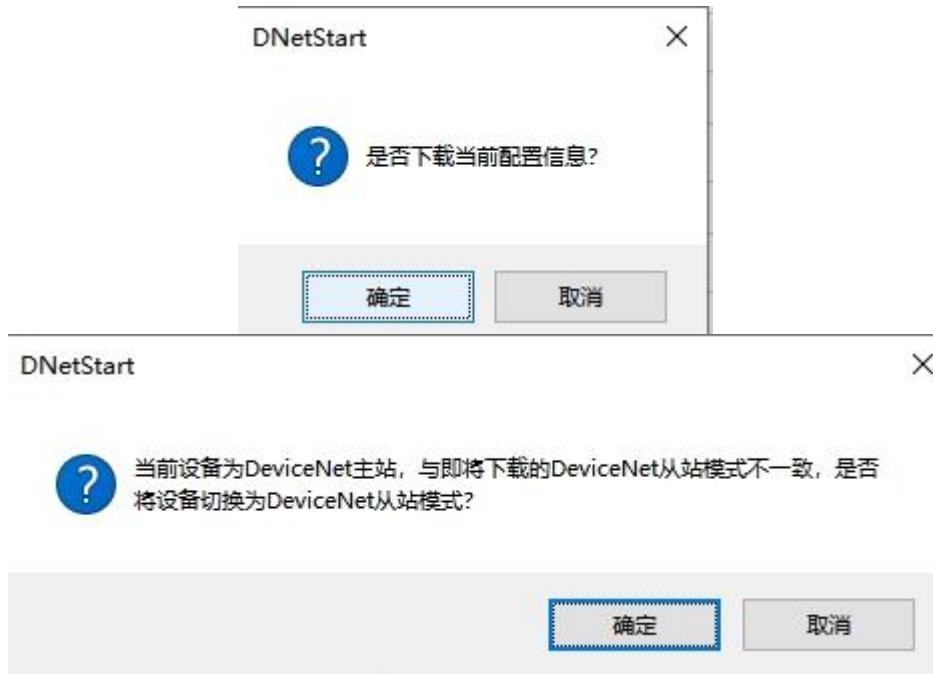 DNetStart
是否下载当前配置信息?
确定 取消
DNetStart
当前设备为DeviceNet主站，与即将下载的DeviceNet从站模式不一致，是否
将设备切换为DeviceNet从站模式?
确定 取消